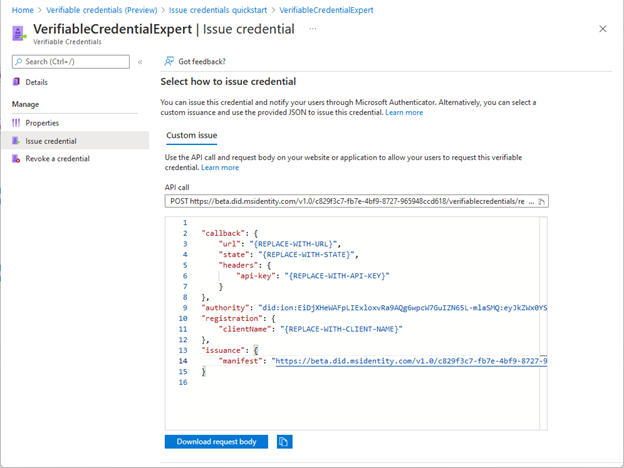 Home > Verifiable credentials (Preview) > Issue credentials quickstart > VerifiableCredentialExpert
VerifiableCredentialExpert | Issue credential ...
Verifiable Credentials
Search (Ctrl+/)
«
Details
Manage
Properties
Issue credential
Revoke a credential
Got feedback?
Select how to issue credential
You can issue this credential and notify your users through Microsoft Authenticator. Alternatively, you can select a
custom issuance and use the provided JSON to issue this credential. Learn more
Custom issue
Use the API call and request body on your website or application to allow your users to request this verifiable
credential. Learn more
API call
POST https://beta.did.msidentity.com/v1.0/c829f3c7-fb7e-4bf9-8727-965948ccd618/verifiablecredentials/re ...
1
2 "callback": {
3 "url": "{REPLACE-WITH-URL}",
4 "state": "{REPLACE-WITH-STATE}",
5 "headers": {
6 "api-key": "{REPLACE-WITH-API-KEY}"
7 }
8 },
9 "authority": "did:ion:EiDjXHeWAFpLIExloxvRa9AQg6wpcW7GuIZN65L-mlaSMQ:eyJkZWx0YS
10 "registration": {
11 "clientName": "{REPLACE-WITH-CLIENT-NAME}"
12 },
13 "issuance": {
14 "manifest": "https://beta.did.msidentity.com/v1.0/c829f3c7-fb7e-4bf9-8727-9
15 }
16
Download request body